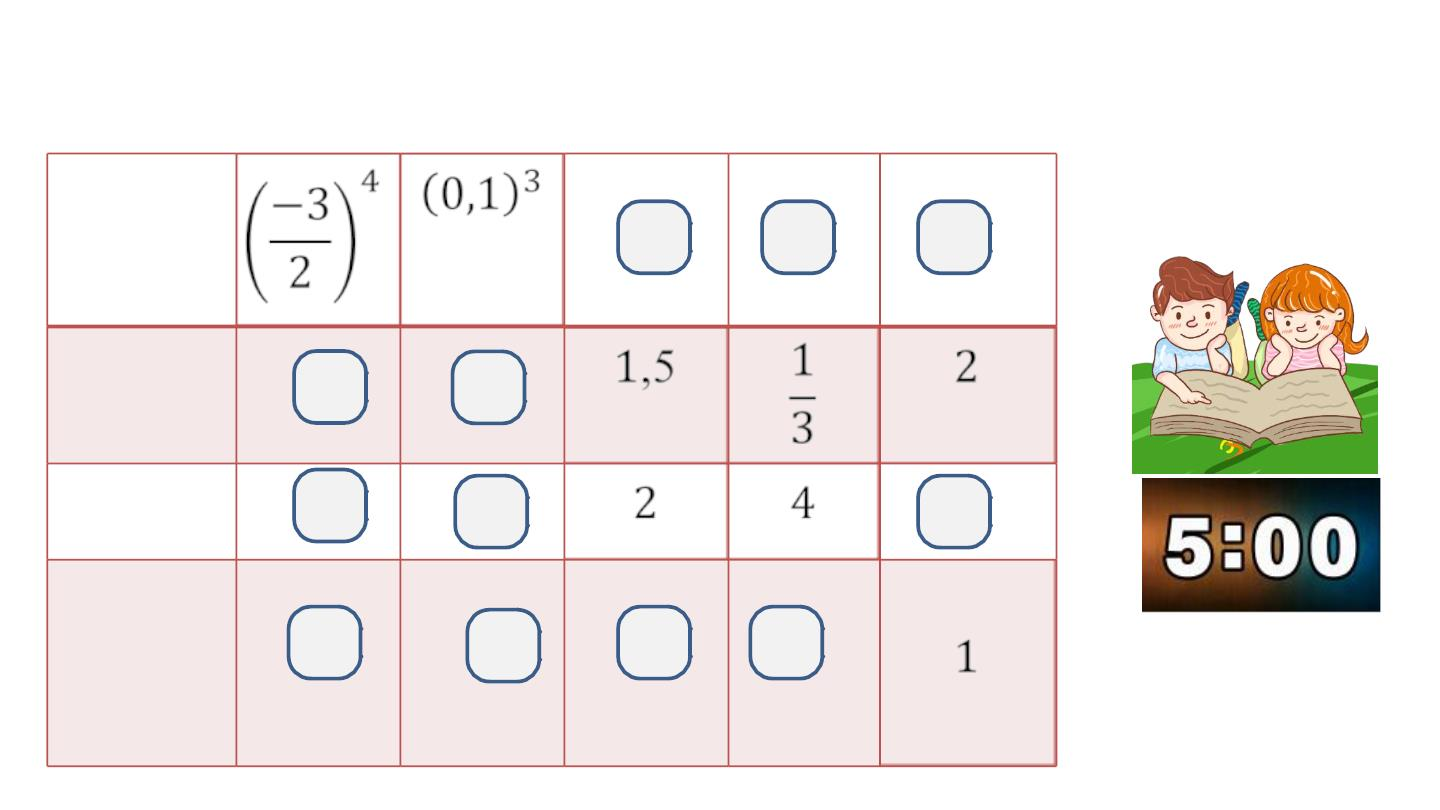 (−3/2)⁴ (0,1)³
1,5 1/3 2
2 4
1
5:00